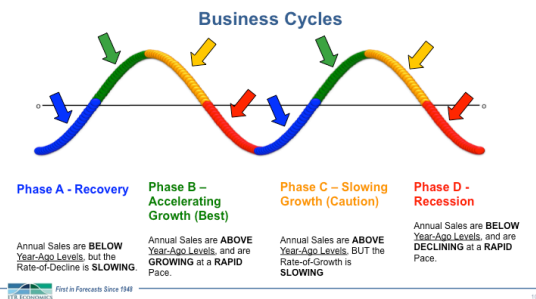 Business Cycles
o
o
Phase A - Recovery
Annual Sales are BELOW
Year-Ago Levels, but the
Rate-of-Decline is SLOWING.
Phase B –
Accelerating
Growth (Best)
Annual Sales are ABOVE
Year-Ago Levels, and are
GROWING at a RAPID
Pace.
Phase C – Slowing
Growth (Caution)
Annual Sales are ABOVE
Year-Ago Levels, BUT the
Rate-of-Growth is
SLOWING
Phase D -
Recession
Annual Sales are BELOW
Year-Ago Levels, and are
DECLINING at a RAPID
Pace.
ITR ECONOMICS
First in Forecasts Since 1948